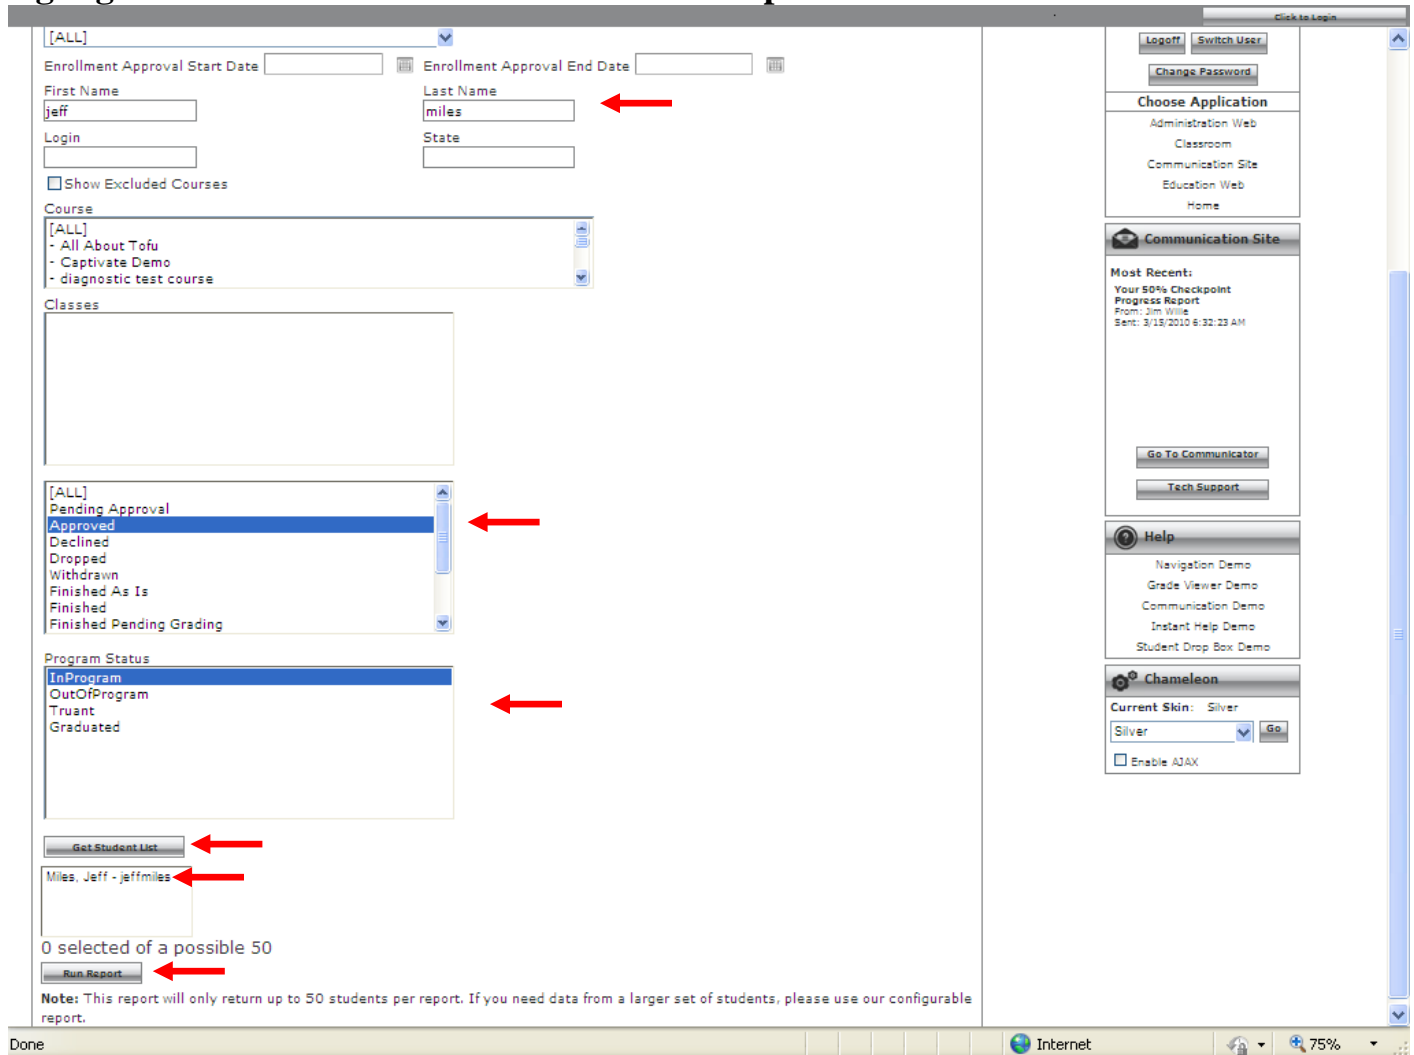 Click to Login
[ALL]
Enrollment Approval Start Date
Enrollment Approval End Date
First Name
Last Name
jeff
miles
Login
State
Show Excluded Courses
Course
[ALL]
- All About Tofu
- Captivate Demo
- diagnostic test course
Classes
[ALL]
Pending Approval
Approved
Declined
Dropped
Withdrawn
Finished As Is
Finished
Finished Pending Grading
Program Status
InProgram
OutOfProgram
Truant
Graduated
Get Student List
Miles, Jeff - jeffmiles
0 selected of a possible 50
Run Report
Note: This report will only return up to 50 students per report. If you need data from a larger set of students, please use our configurable
report.
Logoff
Switch User
Change Password
Choose Application
Administration Web
Classroom
Communication Site
Education Web
Home
Communication Site
Most Recent:
Your 50% Checkpoint
Progress Report
From: Jim Wille
Sent: 3/15/2010 6:32:23 AM
Go To Communicator
Tech Support
Help
Navigation Demo
Grade Viewer Demo
Communication Demo
Instant Help Demo
Student Drop Box Demo
Chameleon
Current Skin: Silver
Silver
Go
Enable AJAX
Done
Internet
75%